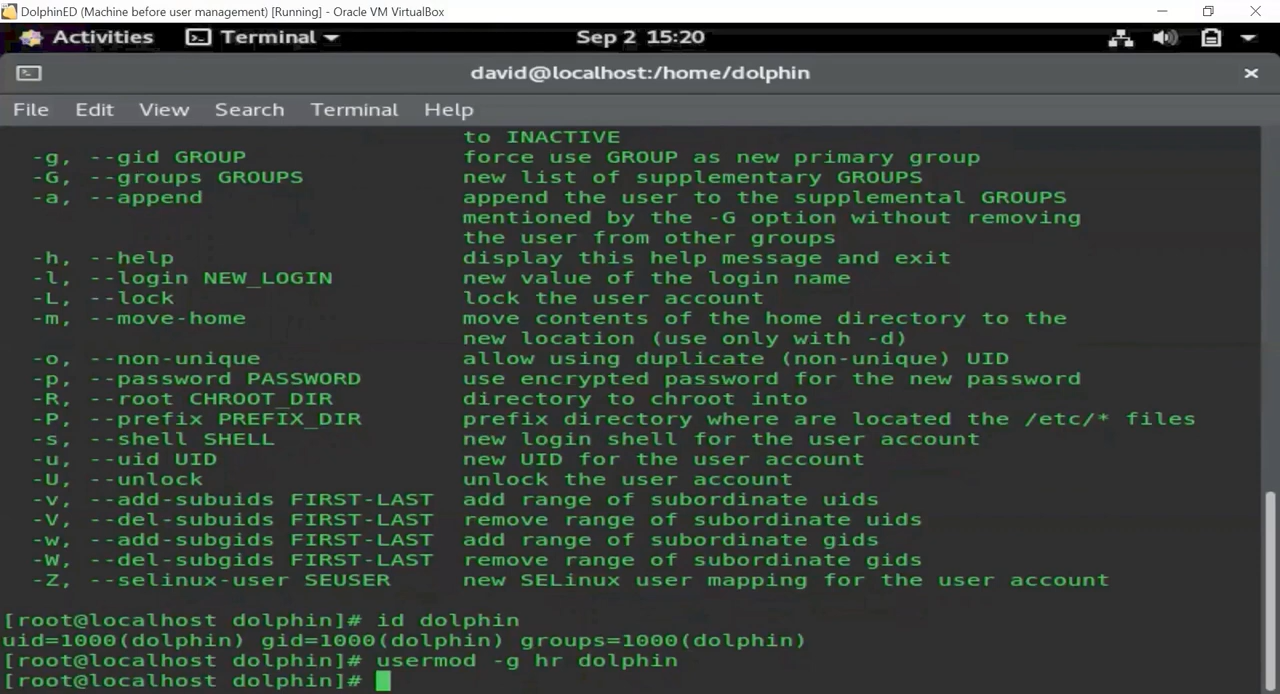 DolphinED (Machine before user management) [Running] - Oracle VM VirtualBox
Activities Terminal Sep 2 15:20
david@localhost:/home/dolphin
File Edit View Search Terminal Help
to INACTIVE
-g, --gid GROUP force use GROUP as new primary group
-G, --groups GROUPS new list of supplementary GROUPS
-a, --append append the user to the supplemental GROUPS
mentioned by the -G option without removing
the user from other groups
-h, --help display this help message and exit
-l, --login NEW_LOGIN new value of the login name
-L, --lock lock the user account
-m, --move-home move contents of the home directory to the
new location (use only with -d)
-o, --non-unique allow using duplicate (non-unique) UID
-p, --password PASSWORD use encrypted password for the new password
-R, --root CHROOT_DIR directory to chroot into
-P, --prefix PREFIX_DIR prefix directory where are located the /etc/* files
-s, --shell SHELL new login shell for the user account
-u, --uid UID new UID for the user account
-U, --unlock unlock the user account
-v, --add-subuids FIRST-LAST add range of subordinate uids
-V, --del-subuids FIRST-LAST remove range of subordinate uids
-w, --add-subgids FIRST-LAST add range of subordinate gids
-W, --del-subgids FIRST-LAST remove range of subordinate gids
-Z, --selinux-user SEUSER new SELinux user mapping for the user account
[root@localhost dolphin]# id dolphin
uid=1000(dolphin) gid=1000(dolphin) groups=1000(dolphin)
[root@localhost dolphin]# usermod -g hr dolphin
[root@localhost dolphin]#